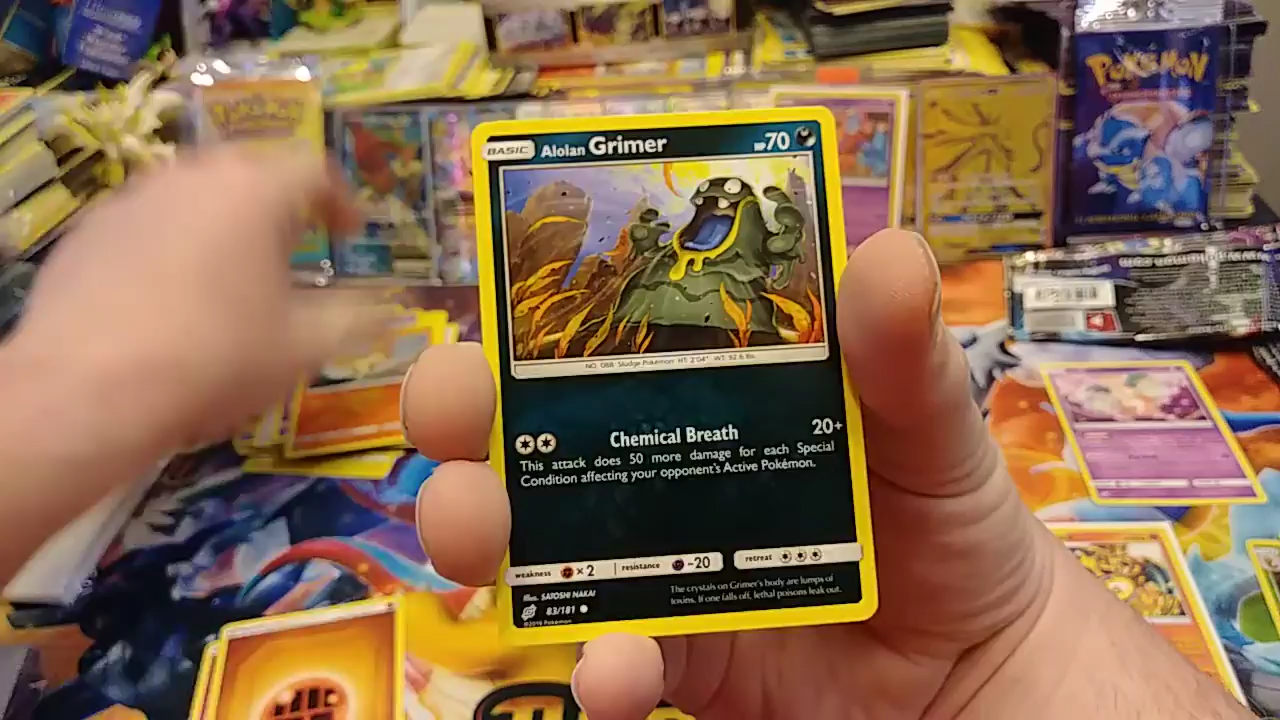 POKÉMON
POKÉMON
BASIC Alolan Grimer HP70
NO. 088 Sludge Pokémon HT: 2'04" WT: 92.6 lbs.
Chemical Breath 20+
This attack does 50 more damage for each Special
Condition affecting your opponent's Active Pokémon.
weakness ×2 resistance -20 retreat
Illus. SATOSHI NAKAI
The crystals on Grimer's body are lumps of
toxins. If one falls off, lethal poisons leak out.
83/181
©2019 Pokémon